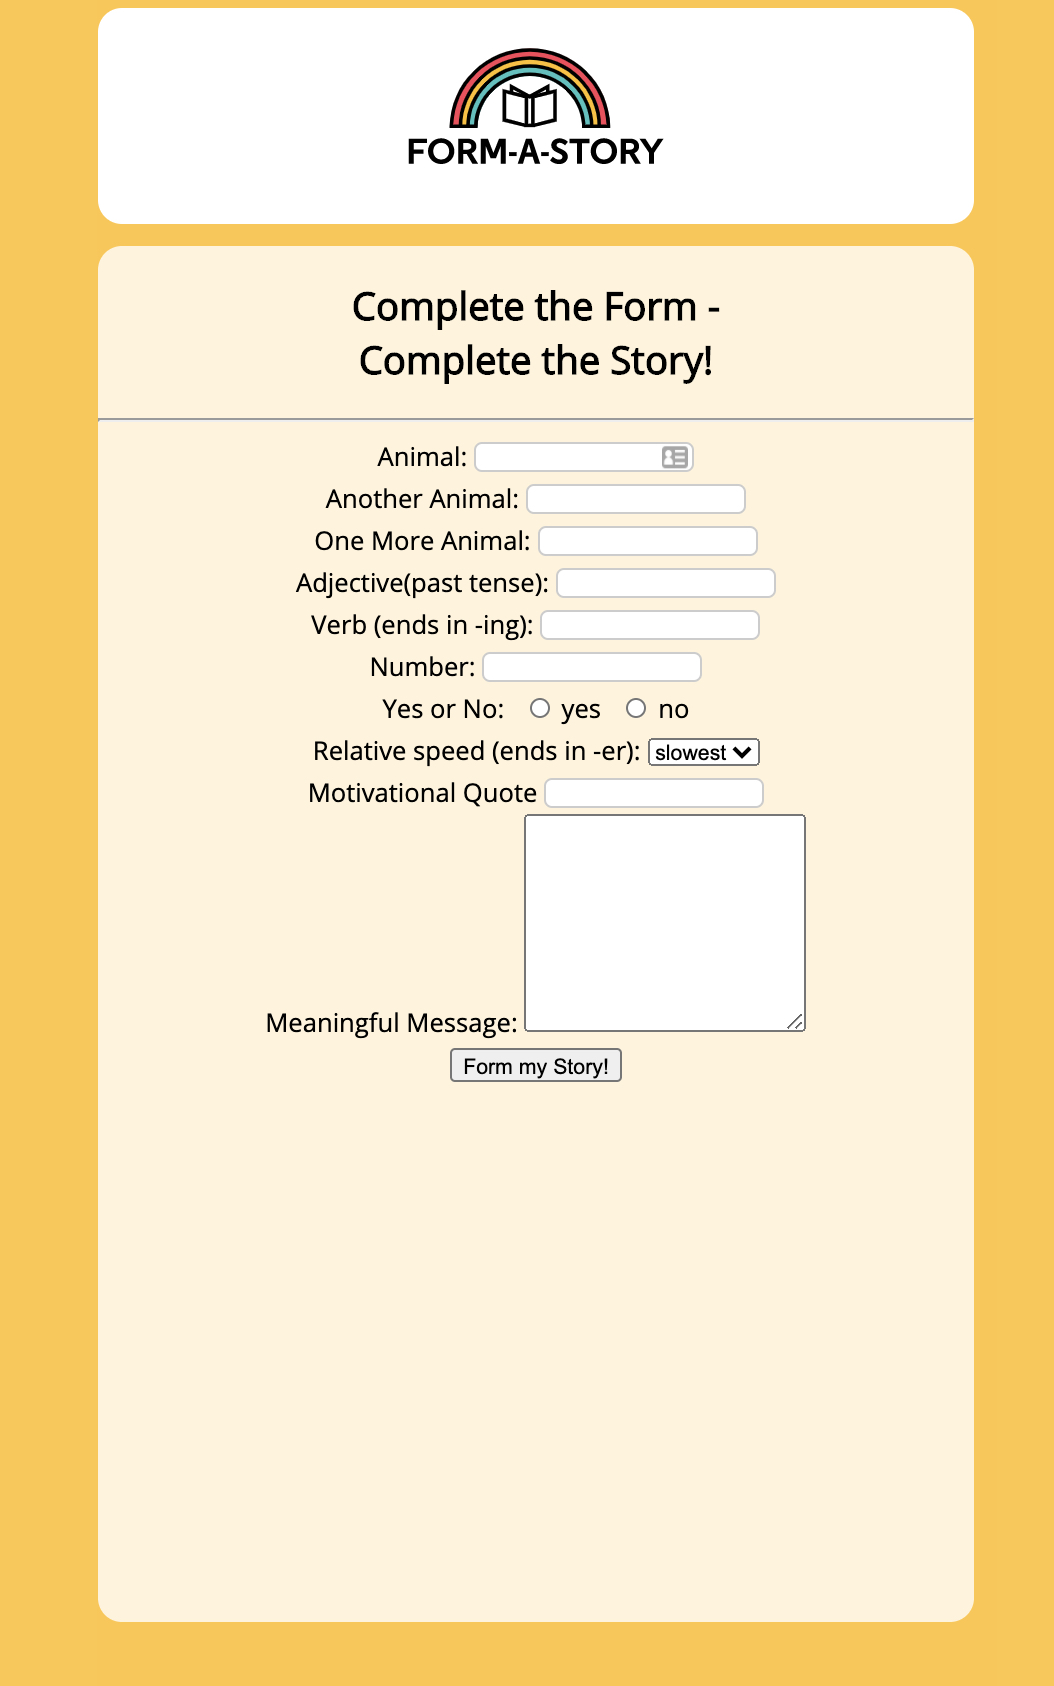 FORM-A-STORY
Complete the Form -
Complete the Story!
Animal:
Another Animal:
One More Animal:
Adjective(past tense):
Verb (ends in -ing):
Number:
Yes or No: yes no
Relative speed (ends in -er): slowest
Motivational Quote
Meaningful Message:
Form my Story!